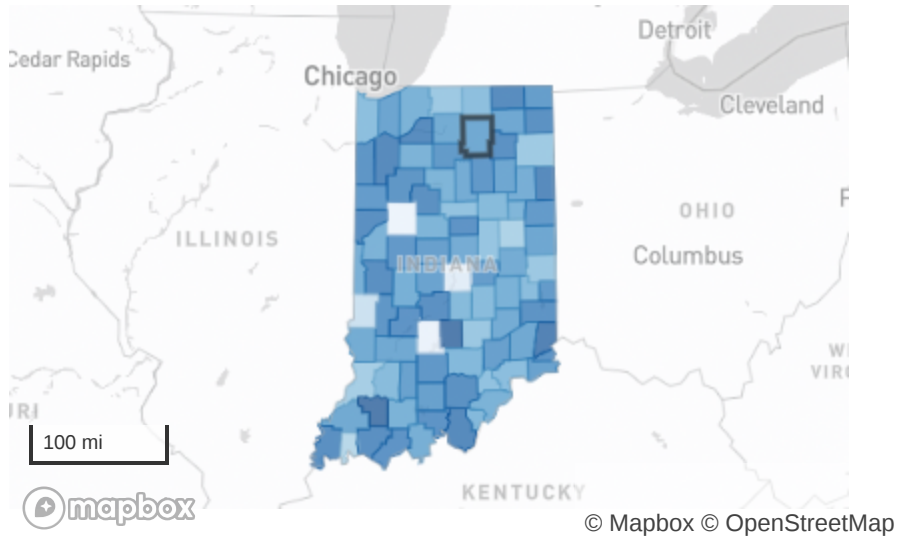 Detroit
Cedar Rapids
Chicago
Cleveland
OHIO
ILLINOIS
Columbus
INDIANA
100 mi
mapbox
KENTUCKY
© Mapbox © OpenStreetMap